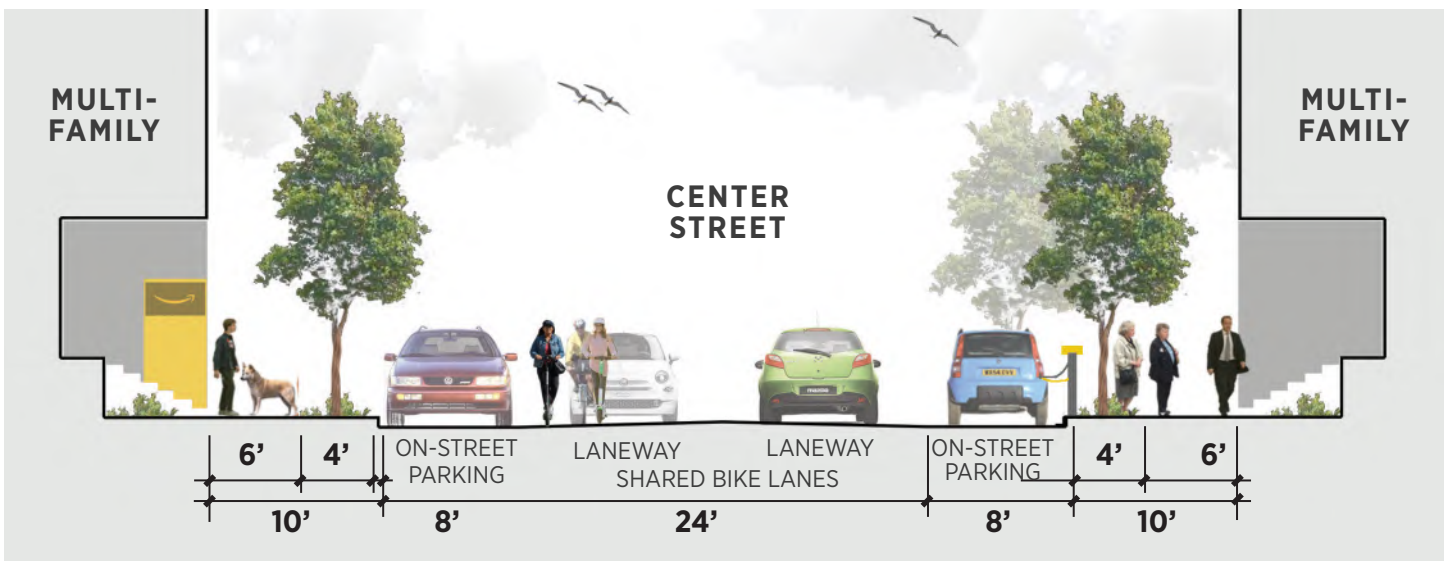 MULTI-
FAMILY
MULTI-
FAMILY
CENTER
STREET
6’
4’
ON-STREET
PARKING
LANEWAY
LANEWAY
SHARED BIKE LANES
ON-STREET
PARKING
4’
6’
10’
8’
24’
8’
10’